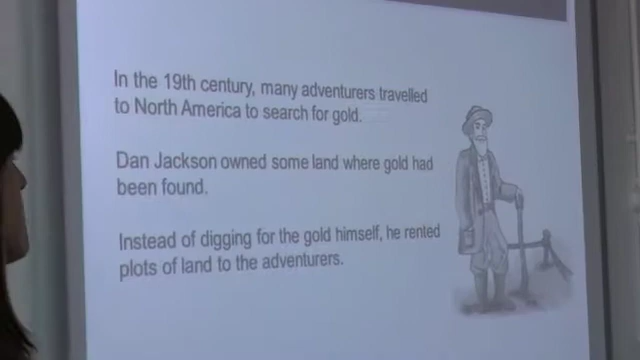 In the 19th century, many adventurers travelled
to North America to search for gold.
Dan Jackson owned some land where gold had
been found.
Instead of digging for the gold himself, he rented
plots of land to the adventurers.